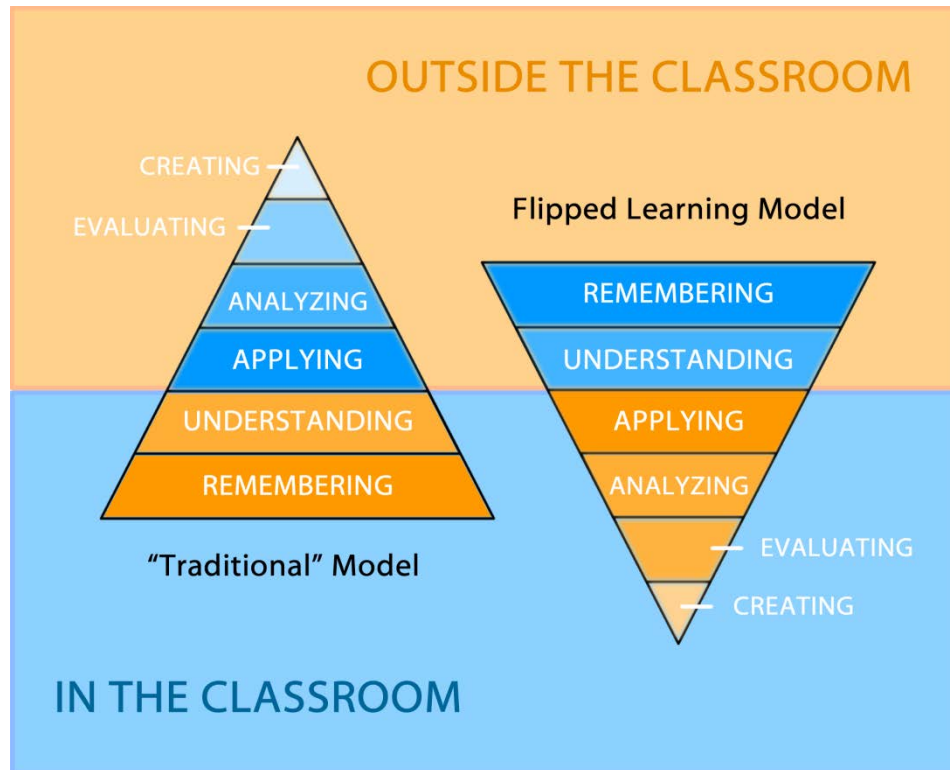 OUTSIDE THE CLASSROOM
CREATING
EVALUATING
ANALYZING
APPLYING
UNDERSTANDING
REMEMBERING
“Traditional” Model
Flipped Learning Model
REMEMBERING
UNDERSTANDING
APPLYING
ANALYZING
EVALUATING
CREATING
IN THE CLASSROOM